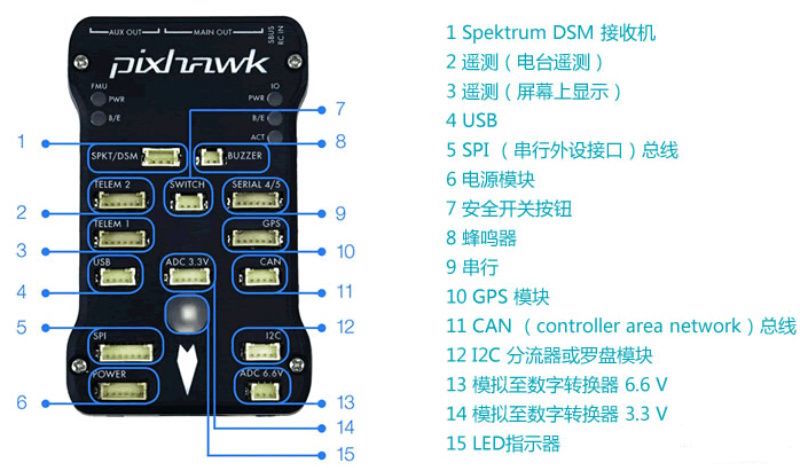 AUX OUT
MAIN OUT
SBUS
RC IN
pixhawk
FMU
IO
PWR
PWR
B/E
B/E
ACT
SPKT/DSM
BUZZER
TELEM 2
SWITCH
SERIAL 4/5
TELEM 1
GPS
USB
ADC 3.3V
CAN
SPI
I2C
POWER
ADC 6.6V
1
2
3
4
5
6
7
8
9
10
11
12
13
14
15
1 Spektrum DSM 接收机
2 遥测（电台遥测）
3 遥测（屏幕上显示）
4 USB
5 SPI （串行外设接口）总线
6 电源模块
7 安全开关按钮
8 蜂鸣器
9 串行
10 GPS 模块
11 CAN （controller area network）总线
12 I2C 分流器或罗盘模块
13 模拟至数字转换器 6.6 V
14 模拟至数字转换器 3.3 V
15 LED指示器